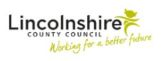 Lincolnshire
COUNTY COUNCIL
Working for a better future